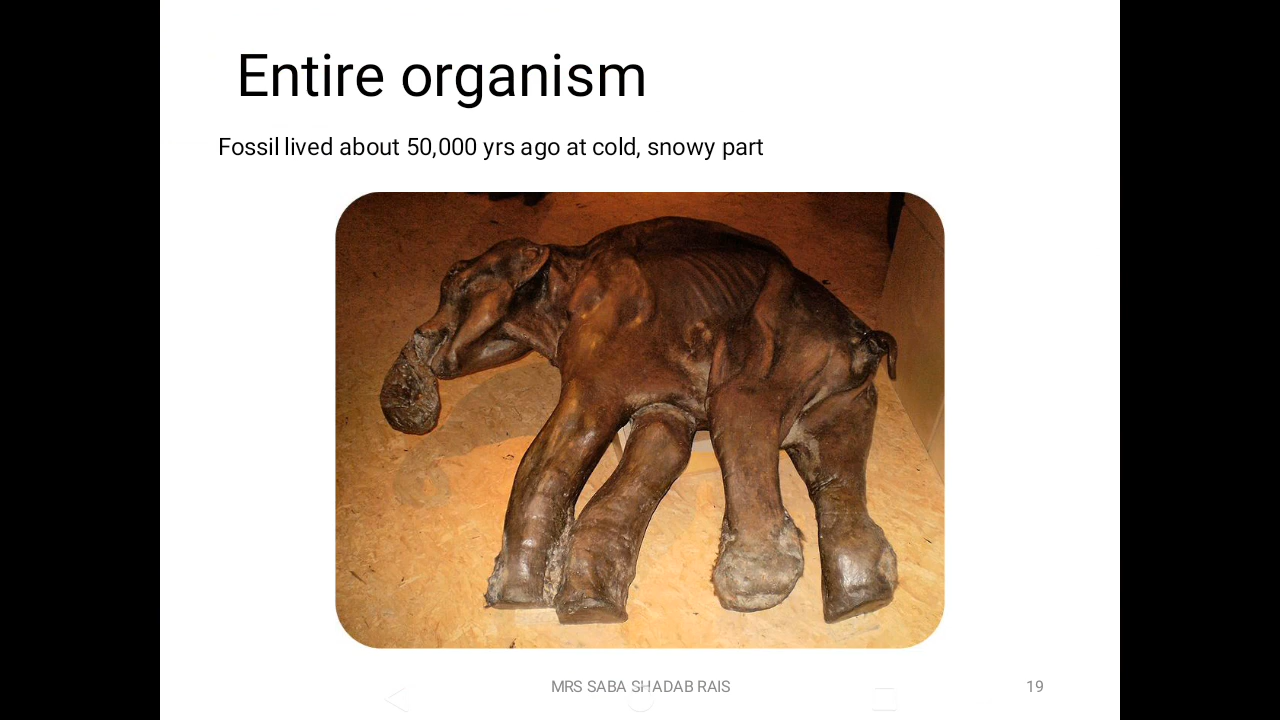 Entire organism
Fossil lived about 50,000 yrs ago at cold, snowy part
MRS SABA SHADAB RAIS
19